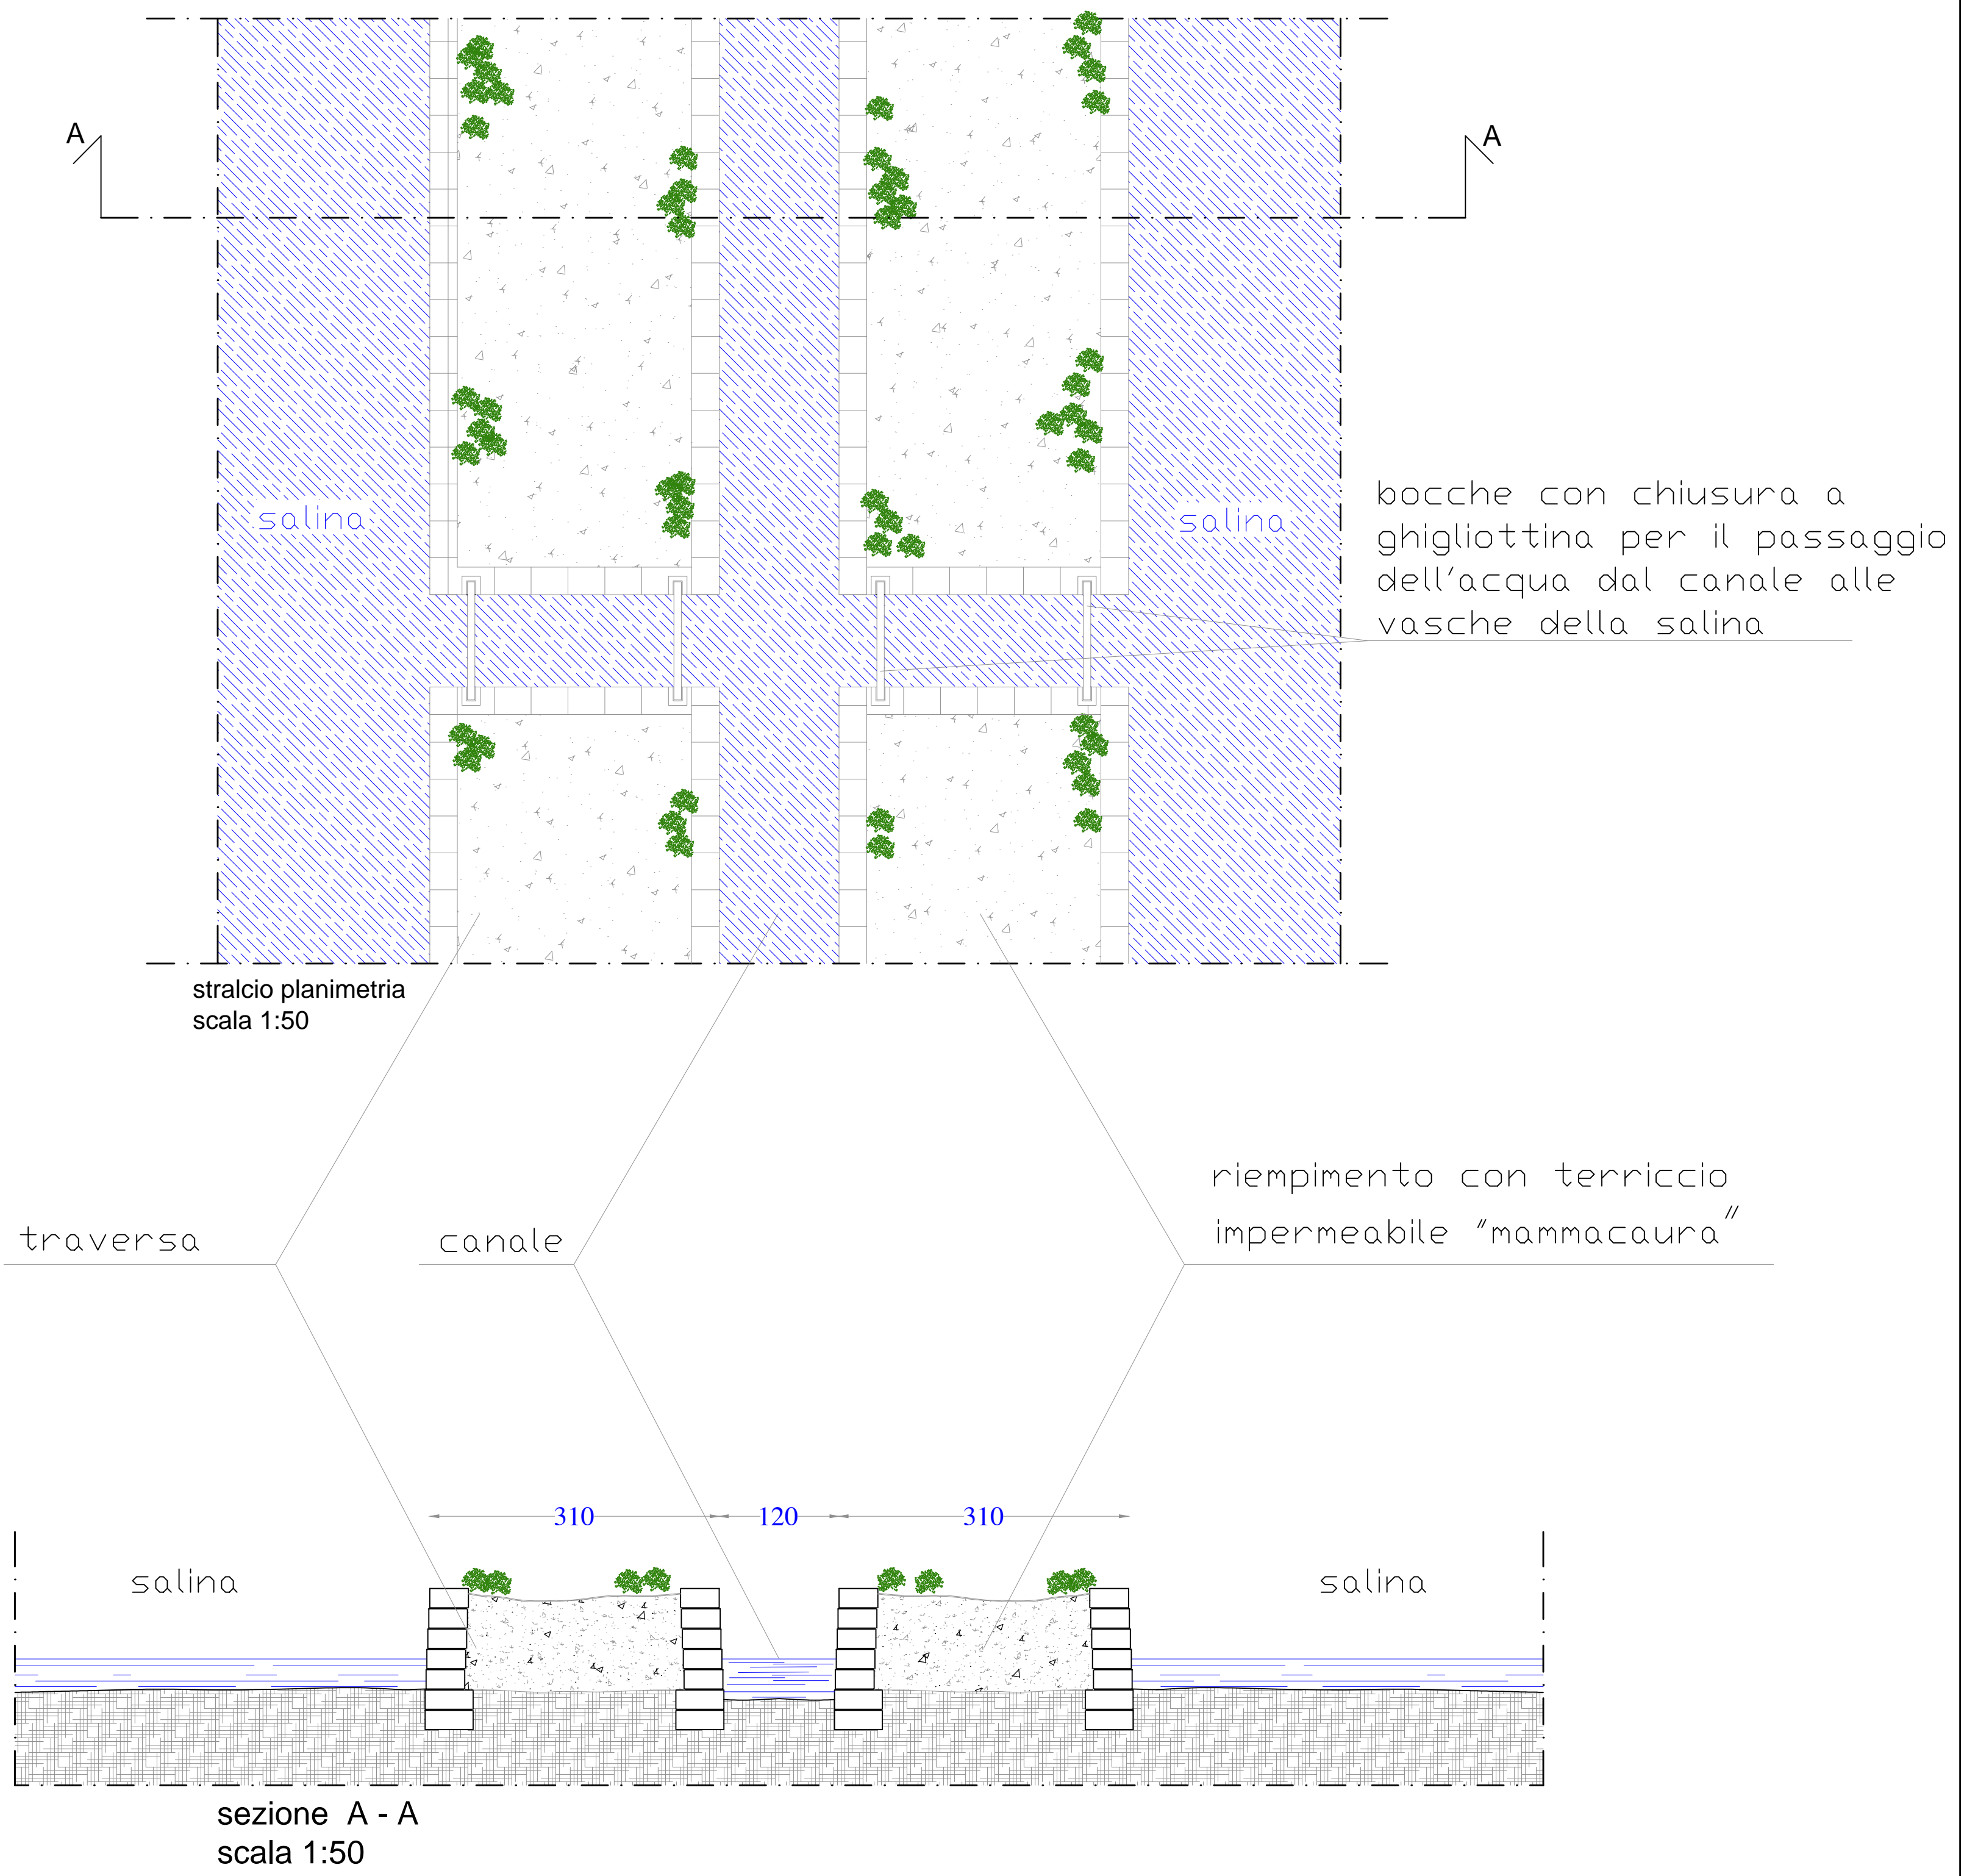 A
A
salina
salina
bocche con chiusura a
ghigliottina per il passaggio
dell'acqua dal canale alle
vasche della salina
stralcio planimetria
scala 1:50
traversa
canale
riempimento con terriccio
impermeabile "mammacaura"
310
120
310
salina
salina
sezione A - A
scala 1:50